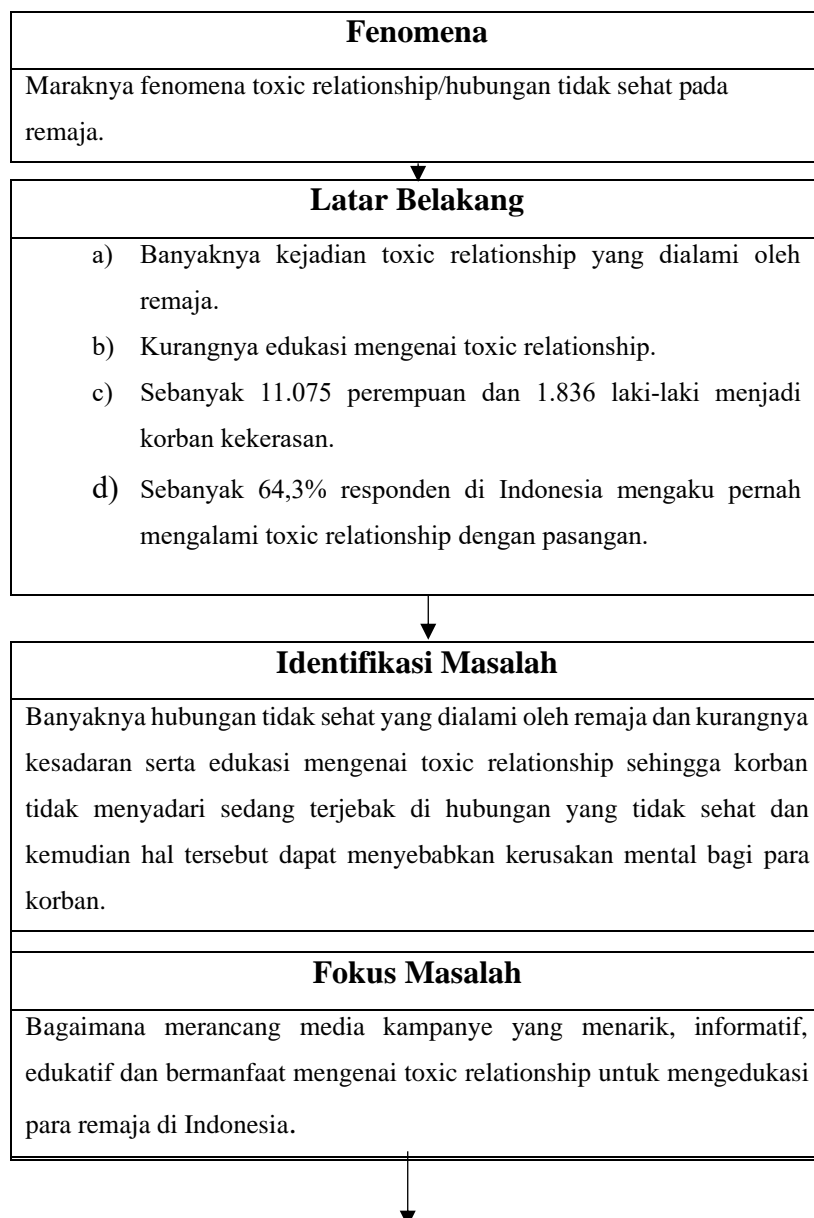 Fenomena
Maraknya fenomena toxic relationship/hubungan tidak sehat pada
remaja.
Latar Belakang
a) Banyaknya kejadian toxic relationship yang dialami oleh
remaja.
b) Kurangnya edukasi mengenai toxic relationship.
c) Sebanyak 11.075 perempuan dan 1.836 laki-laki menjadi
korban kekerasan.
d) Sebanyak 64,3% responden di Indonesia mengaku pernah
mengalami toxic relationship dengan pasangan.
Identifikasi Masalah
Banyaknya hubungan tidak sehat yang dialami oleh remaja dan kurangnya
kesadaran serta edukasi mengenai toxic relationship sehingga korban
tidak menyadari sedang terjebak di hubungan yang tidak sehat dan
kemudian hal tersebut dapat menyebabkan kerusakan mental bagi para
korban.
Fokus Masalah
Bagaimana merancang media kampanye yang menarik, informatif,
edukatif dan bermanfaat mengenai toxic relationship untuk mengedukasi
para remaja di Indonesia.